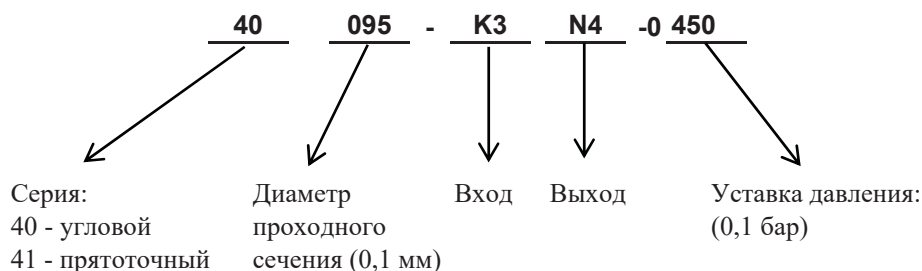 40 095 - K3 N4 -0 450
Серия: Диаметр Вход Выход Уставка давления:
40 - угловой проходного (0,1 бар)
41 - прятоточный сечения (0,1 мм)